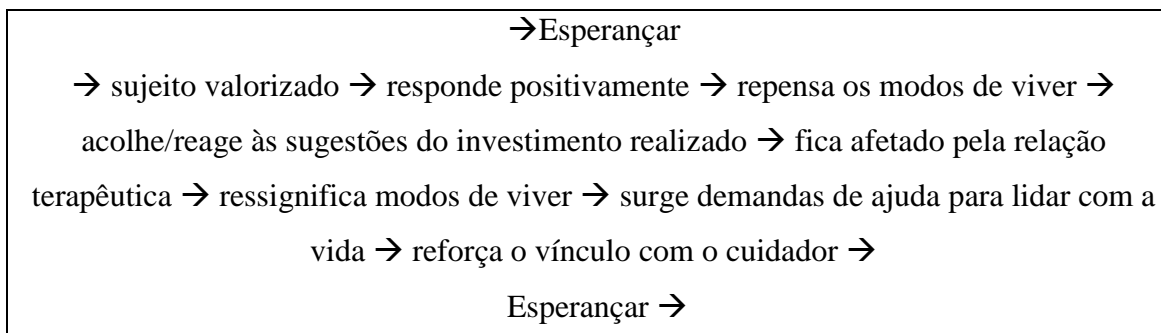 →Esperançar
→ sujeito valorizado → responde positivamente → repensa os modos de viver →
acolhe/reage às sugestões do investimento realizado → fica afetado pela relação
terapêutica → ressignifica modos de viver → surge demandas de ajuda para lidar com a
vida → reforça o vínculo com o cuidador →
Esperançar →